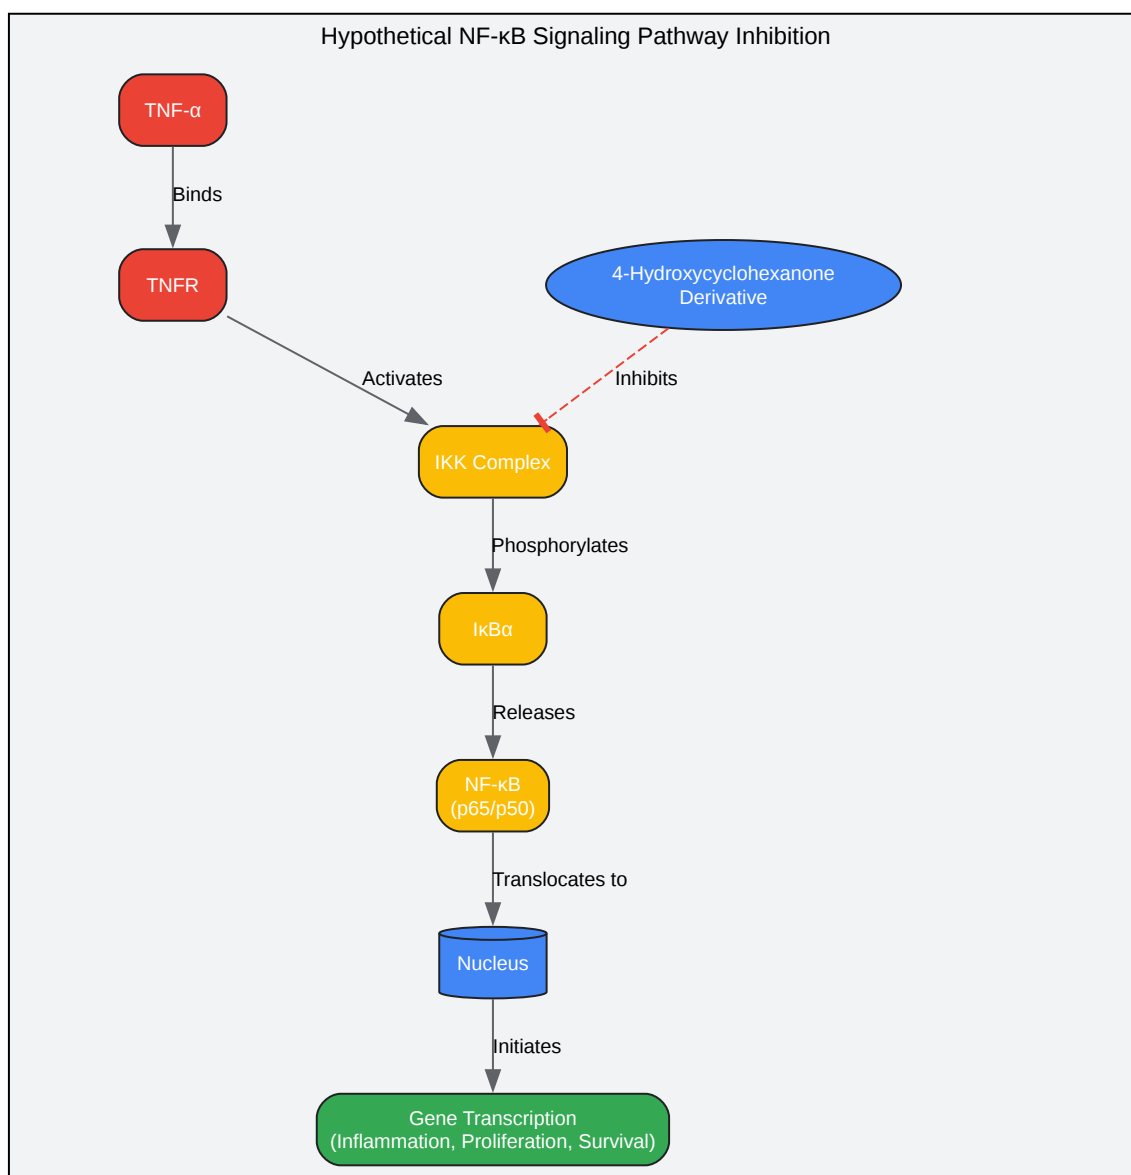 Hypothetical NF-κB Signaling Pathway Inhibition
TNF-α
Binds
TNFR
4-Hydroxycyclohexanone
Derivative
Activates
Inhibits
IKK Complex
Phosphorylates
IκBα
Releases
NF-κB
(p65/p50)
Translocates to
Nucleus
Initiates
Gene Transcription
(Inflammation, Proliferation, Survival)